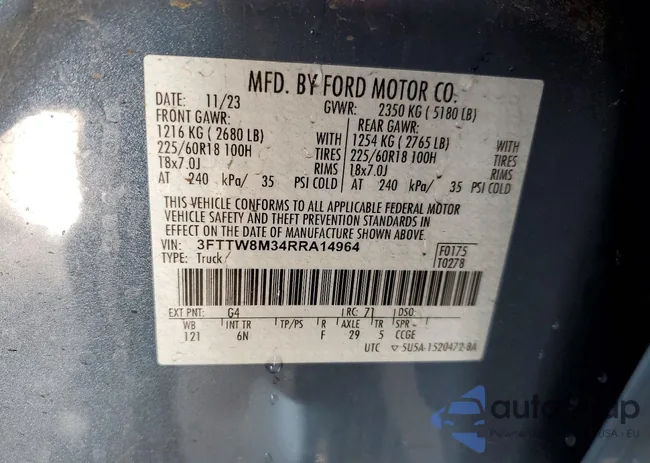 MFD. BY FORD MOTOR CO.
DATE: 11/23 GVWR: 2350 KG ( 5180 LB)
FRONT GAWR: REAR GAWR:
1216 KG ( 2680 LB) WITH 1254 KG ( 2765 LB) WITH
225/60R18 100H TIRES 225/60R18 100H TIRES
18x7.0J RIMS 18x7.0J RIMS
AT 240 kPa/ 35 PSI COLD AT 240 kPa/ 35 PSI COLD
THIS VEHICLE CONFORMS TO ALL APPLICABLE FEDERAL MOTOR
VEHICLE SAFETY AND THEFT PREVENTION STANDARDS IN
EFFECT ON THE DATE OF MANUFACTURE SHOWN ABOVE.
VIN: 3FTTW8M34RRA14964 F0175
TYPE: Truck T0278
EXT PNT: G4 RC: 71 DSO:
WB INT TR TP/PS R AXLE TR SPR
121 6N F 29 5 CCGE
UTC ▽ 5U5A-1520472-BA